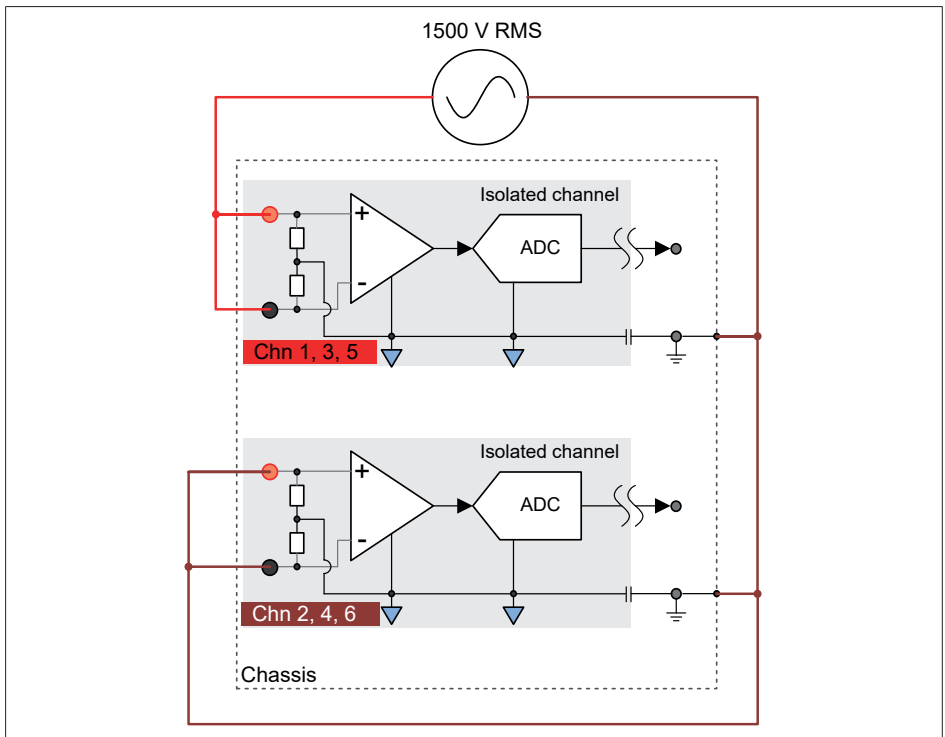 1500 V RMS
Isolated channel
+
ADC
-
Chn 1, 3, 5
Isolated channel
+
ADC
-
Chn 2, 4, 6
Chassis